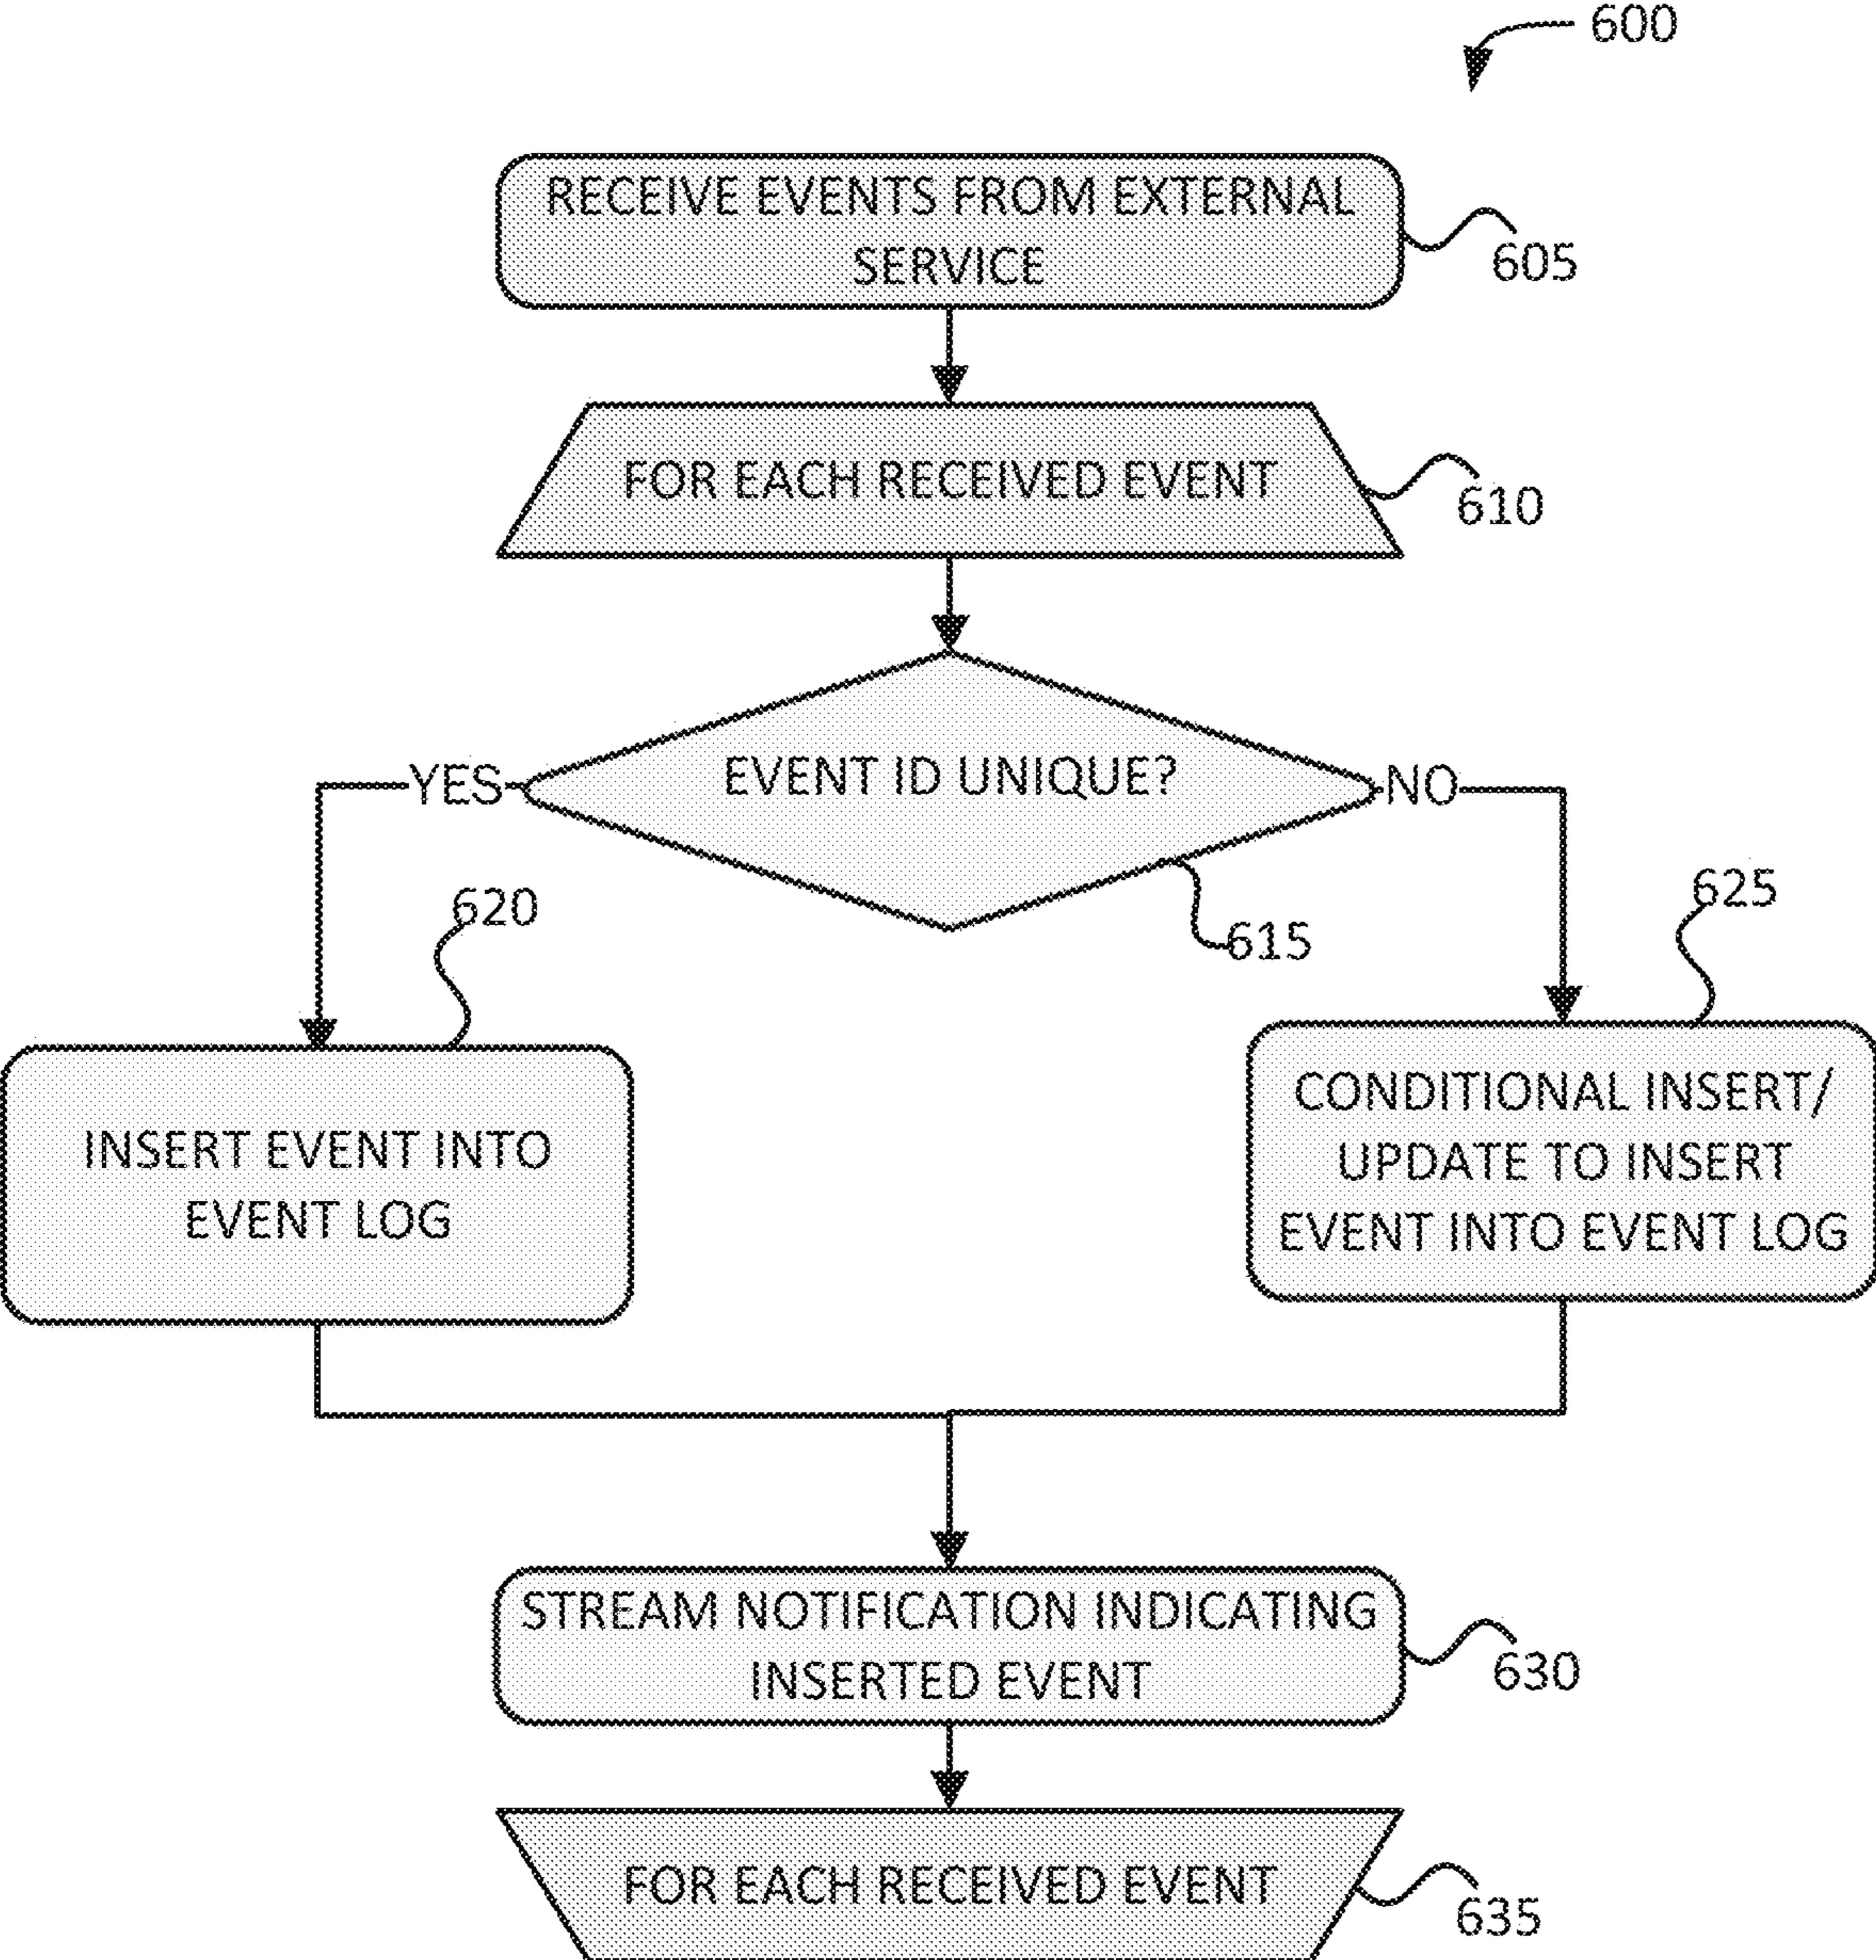 600
RECEIVE EVENTS FROM EXTERNAL
SERVICE
605
FOR EACH RECEIVED EVENT
610
EVENT ID UNIQUE?
YES
NO
615
620
625
INSERT EVENT INTO
EVENT LOG
CONDITIONAL INSERT/
UPDATE TO INSERT
EVENT INTO EVENT LOG
STREAM NOTIFICATION INDICATING
INSERTED EVENT
630
FOR EACH RECEIVED EVENT
635